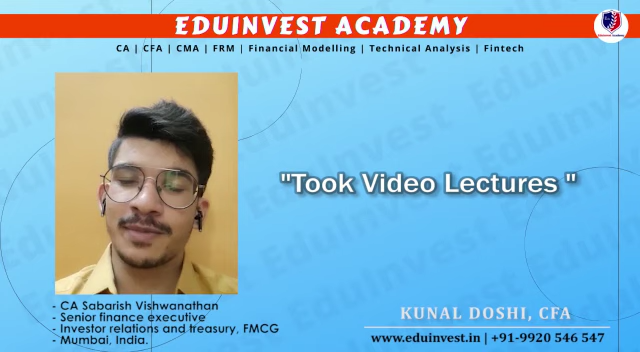 EDUINVEST ACADEMY
CA | CFA | CMA | FRM | Financial Modelling | Technical Analysis | Fintech
"Took Video Lectures "
- CA Sabarish Vishwanathan
- Senior finance executive
- Investor relations and treasury, FMCG
- Mumbai, India.
KUNAL DOSHI, CFA
www.eduinvest.in | +91-9920 546 547